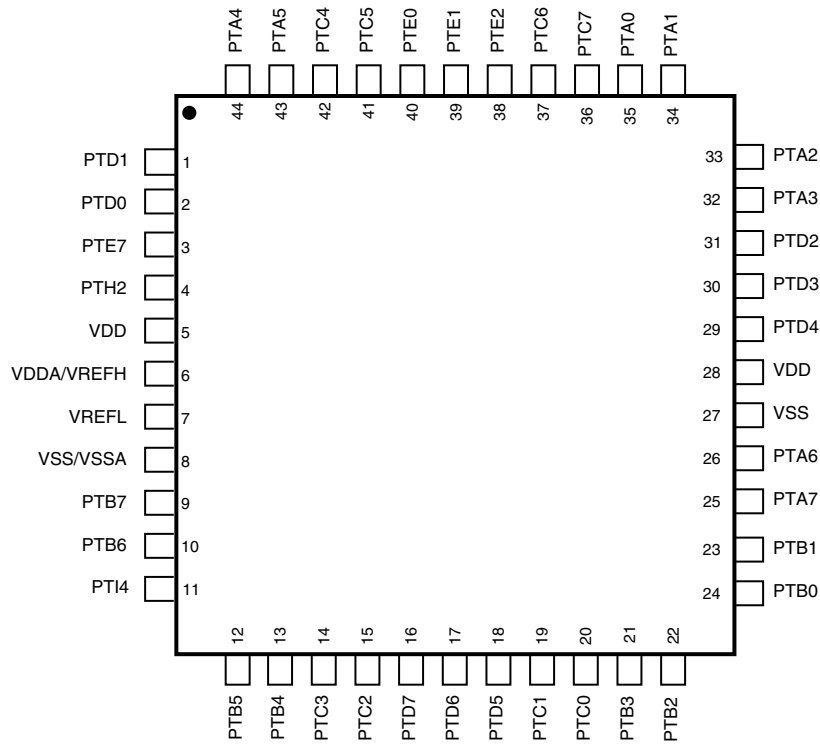 PTA4 PTA5 PTC4 PTC5 PTE0 PTE1 PTE2 PTC6 PTC7 PTA0 PTA1
44 43 42 41 40 39 38 37 36 35 34
PTD1 1 33 PTA2
PTD0 2 32 PTA3
PTE7 3 31 PTD2
PTH2 4 30 PTD3
VDD 5 29 PTD4
VDDA/VREFH 6 28 VDD
VREFL 7 27 VSS
VSS/VSSA 8 26 PTA6
PTB7 9 25 PTA7
PTB6 10 23 PTB1
PTI4 11 24 PTB0
12 13 14 15 16 17 18 19 20 21 22
PTB5 PTB4 PTC3 PTC2 PTD7 PTD6 PTD5 PTC1 PTC0 PTB3 PTB2